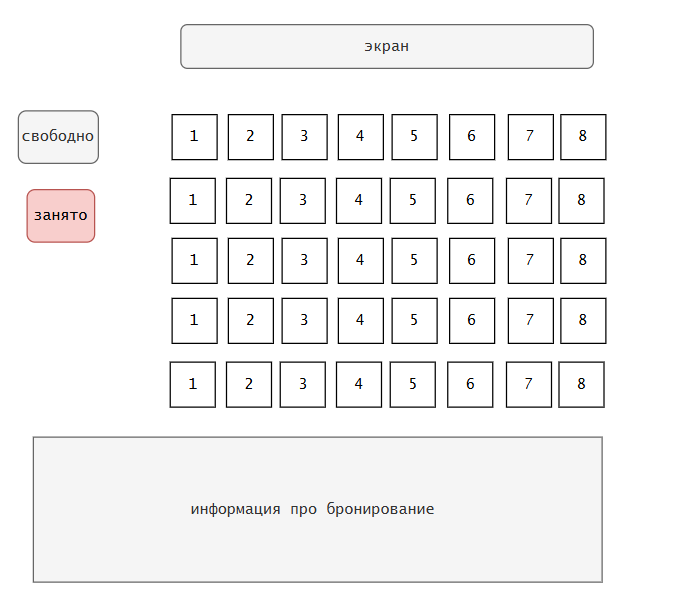 экран
свободно 1 2 3 4 5 6 7 8
занято 1 2 3 4 5 6 7 8
1 2 3 4 5 6 7 8
1 2 3 4 5 6 7 8
1 2 3 4 5 6 7 8
информация про бронирование